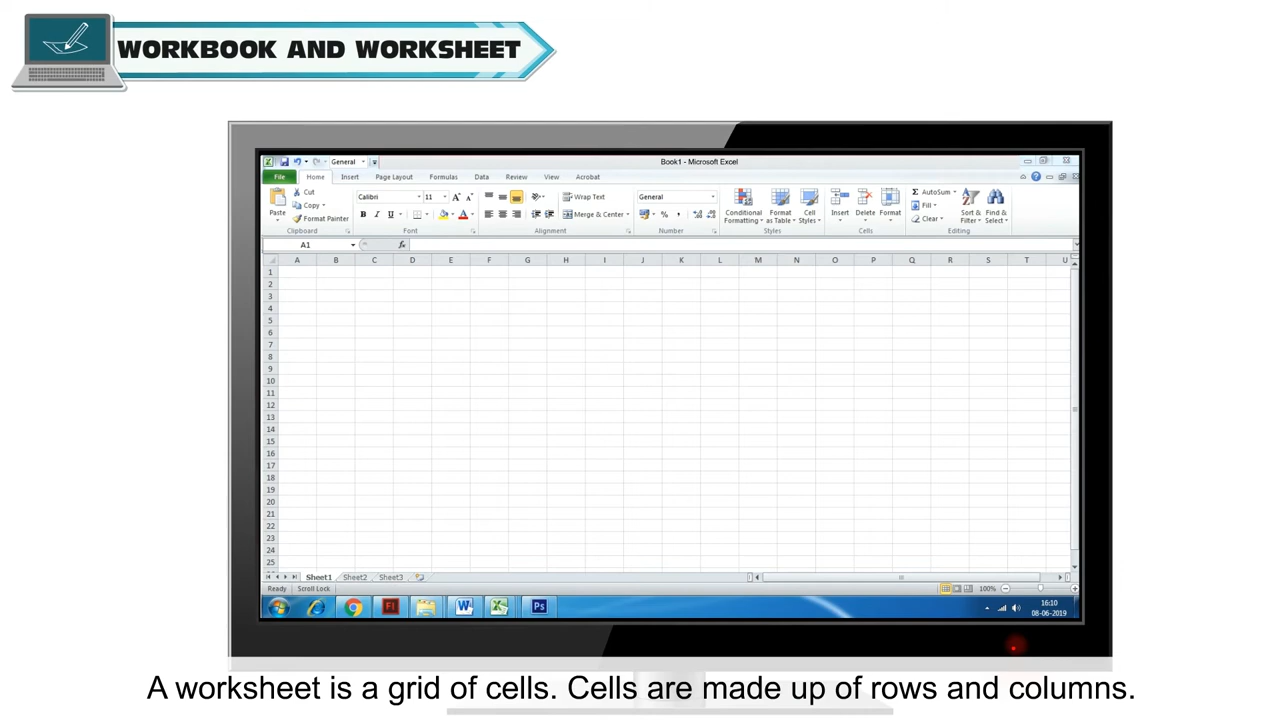 WORKBOOK AND WORKSHEET
General
Book1 - Microsoft Excel
File Home Insert Page Layout Formulas Data Review View Acrobat
Paste
Cut
Copy
Format Painter
Clipboard
Calibri 11
B I U
Font
Wrap Text
Merge & Center
Alignment
General
%
Number
Conditional Formatting
Format as Table
Cell Styles
Styles
Insert Delete Format
Cells
Σ AutoSum
Fill
Clear
Sort & Filter
Find & Select
Editing
A1 fx
A B C D E F G H I J K L M N O P Q R S T U
1
2
3
4
5
6
7
8
9
10
11
12
13
14
15
16
17
18
19
20
21
22
23
24
25
Sheet1 Sheet2 Sheet3
Ready Scroll Lock 100%
Fl W Ps
16:10
08-06-2019
A worksheet is a grid of cells. Cells are made up of rows and columns.